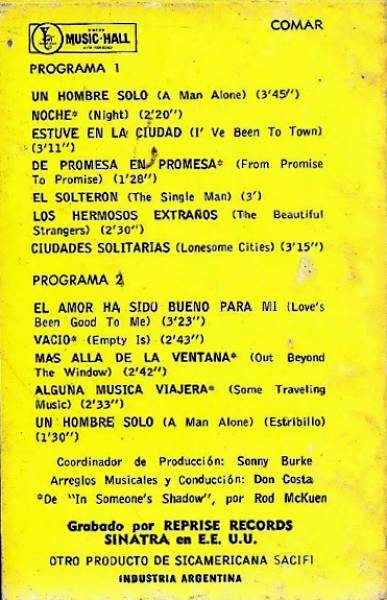 COMAR
DISCOS
MUSIC-HALL
ALTA FIDELIDAD
PROGRAMA 1
UN HOMBRE SOLO (A Man Alone) (3'45")
NOCHE* (Night) (2'20")
ESTUVE EN LA CIUDAD (I' Ve Been To Town)
(3'11")
DE PROMESA EN PROMESA* (From Promise
To Promise) (1'28")
EL SOLTERON (The Single Man) (3')
LOS HERMOSOS EXTRAÑOS (The Beautiful
Strangers) (2'30")
CIUDADES SOLITARIAS (Lonesome Cities) (3'15")
PROGRAMA 2
EL AMOR HA SIDO BUENO PARA MI (Love's
Been Good To Me) (3'23")
VACIO* (Empty Is) (2'43")
MAS ALLA DE LA VENTANA* (Out Beyond
The Window) (2'42")
ALGUNA MUSICA VIAJERA* (Some Traveling
Music) (2'33")
UN HOMBRE SOLO (A Man Alone) (Estribillo)
(1'30")
Coordinador de Producción: Sonny Burke
Arreglos Musicales y Conducción: Don Costa
*De "In Someone's Shadow", por Rod McKuen
Grabado por REPRISE RECORDS
SINATRA en E.E. U.U.
OTRO PRODUCTO DE SICAMERICANA SACIFI
INDUSTRIA ARGENTINA